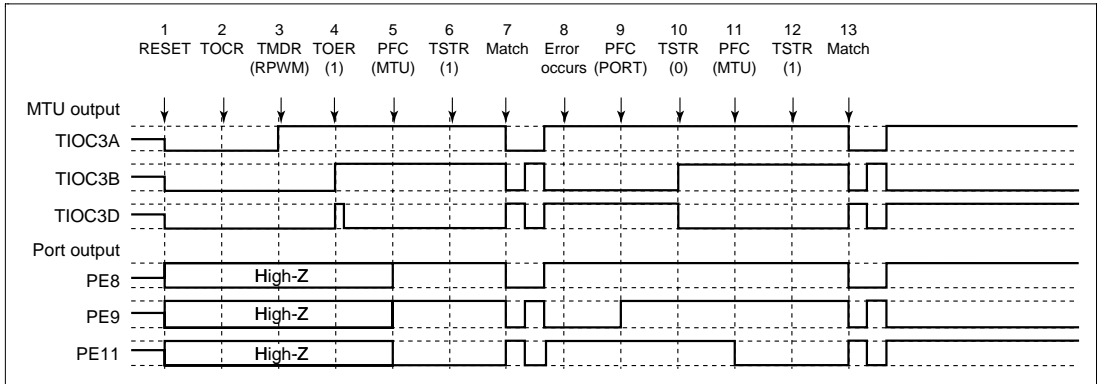 1 2 3 4 5 6 7 8 9 10 11 12 13
RESET TOCR TMDR TOER PFC TSTR Match Error PFC TSTR PFC TSTR Match
(RPWM) (1) (MTU) (1) occurs (PORT) (0) (MTU) (1)
MTU output
TIOC3A
TIOC3B
TIOC3D
Port output
PE8 High-Z
PE9 High-Z
PE11 High-Z